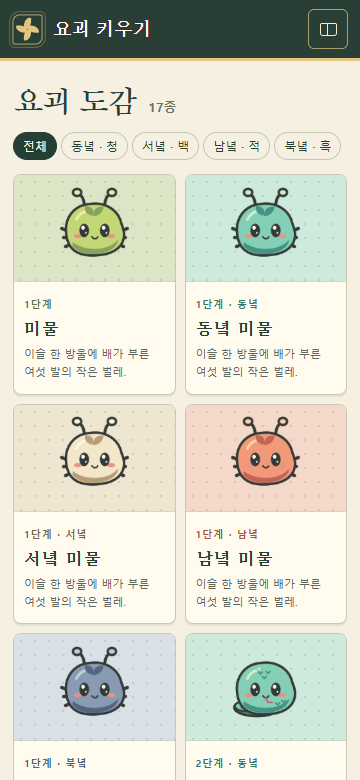 요괴 키우기
요괴 도감 17종
전체 동녘 · 청 서녘 · 백 남녘 · 적 북녘 · 흑
1단계
미물
이슬 한 방울에 배가 부른
여섯 발의 작은 벌레.
1단계 · 동녘
동녘 미물
이슬 한 방울에 배가 부른
여섯 발의 작은 벌레.
1단계 · 서녘
서녘 미물
이슬 한 방울에 배가 부른
여섯 발의 작은 벌레.
1단계 · 남녘
남녘 미물
이슬 한 방울에 배가 부른
여섯 발의 작은 벌레.
1단계 · 북녘
2단계 · 동녘